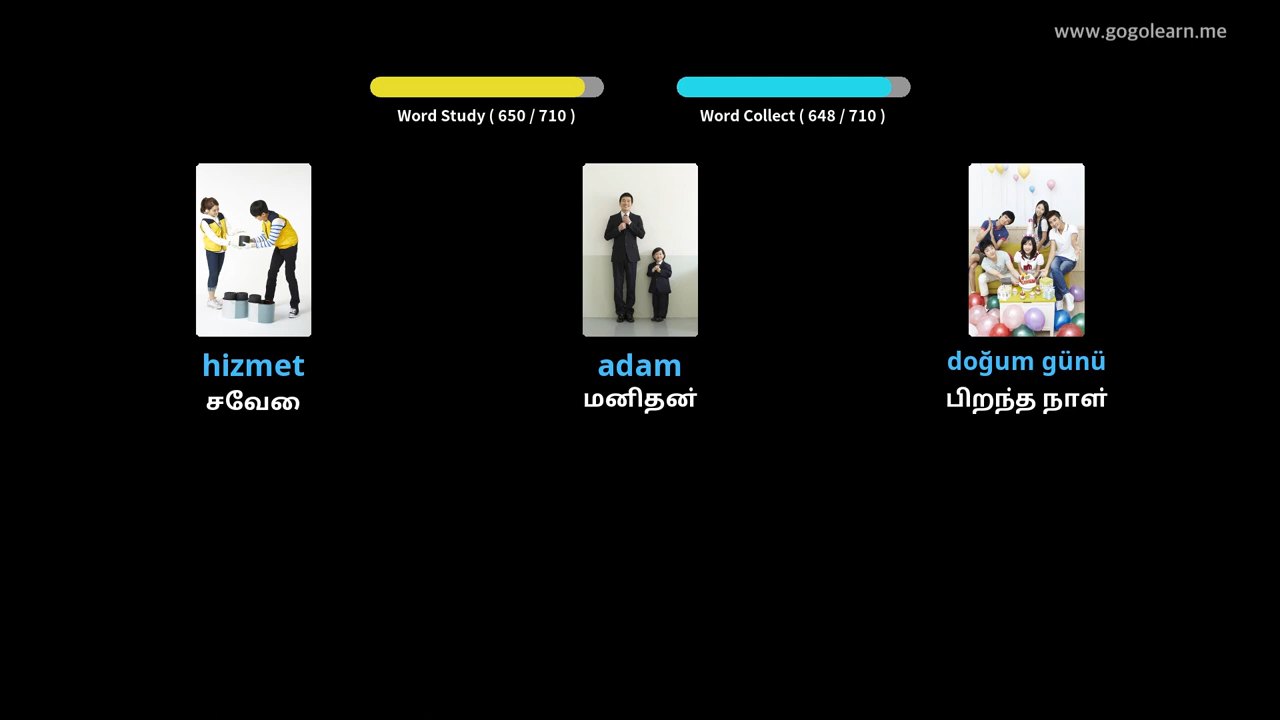 www.gogolearn.me
Word Study ( 650 / 710 )
Word Collect ( 648 / 710 )
hizmet
சவேை
adam
மனிதன்
doğum günü
பிறந்த நாள்